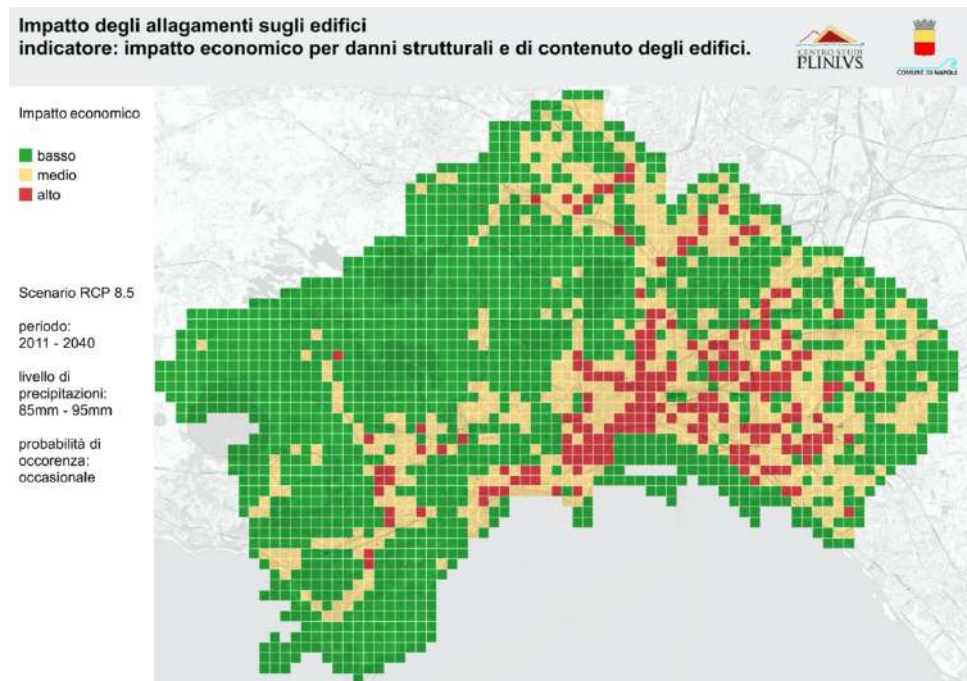 Impatto degli allagamenti sugli edifici
indicatore: impatto economico per danni strutturali e di contenuto degli edifici.
CENTRO STUDI
PLINIVS
COMUNE DI NAPOLI
Impatto economico
basso
medio
alto
Scenario RCP 8.5
periodo:
2011 - 2040
livello di
precipitazioni:
85mm - 95mm
probabilità di
occorenza:
occasionale